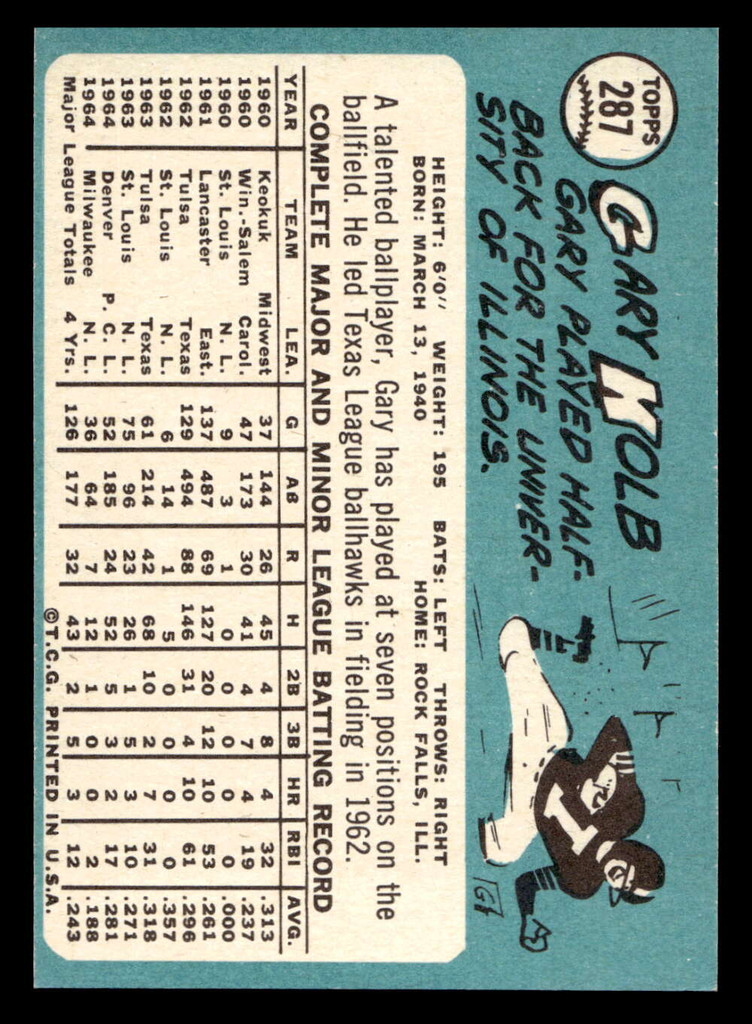 TOPPS
287
GARY KOLB
GARY PLAYED HALF-
BACK FOR THE UNIVER-
SITY OF ILLINOIS.
I
HEIGHT: 6'0" WEIGHT: 195 BATS: LEFT THROWS: RIGHT
BORN: MARCH 13, 1940 HOME: ROCK FALLS, ILL.
A talented ballplayer, Gary has played at seven positions on the
ballfield. He led Texas League ballhawks in fielding in 1962.
COMPLETE MAJOR AND MINOR LEAGUE BATTING RECORD
YEAR TEAM LEA. G AB R H 2B 3B HR RBI AVG.
1960 Keokuk Midwest 37 144 26 45 4 8 4 32 .313
1960 Win.-Salem Carol. 47 173 30 41 4 7 4 19 .237
1960 St. Louis N. L. 9 3 1 0 0 0 0 0 .000
1961 Lancaster East. 137 487 69 127 20 12 10 53 .261
1962 Tulsa Texas 129 494 88 146 31 4 10 61 .296
1962 St. Louis N. L. 6 14 1 5 0 0 0 0 .357
1963 Tulsa Texas 61 214 42 68 10 2 7 31 .318
1963 St. Louis N. L. 75 96 23 26 1 5 3 10 .271
1964 Denver P. C. L. 52 185 24 52 5 3 2 17 .281
1964 Milwaukee N. L. 36 64 7 12 1 0 0 2 .188
Major League Totals 4 Yrs. 126 177 32 43 2 5 3 12 .243
©T.C.G. PRINTED IN U.S.A.